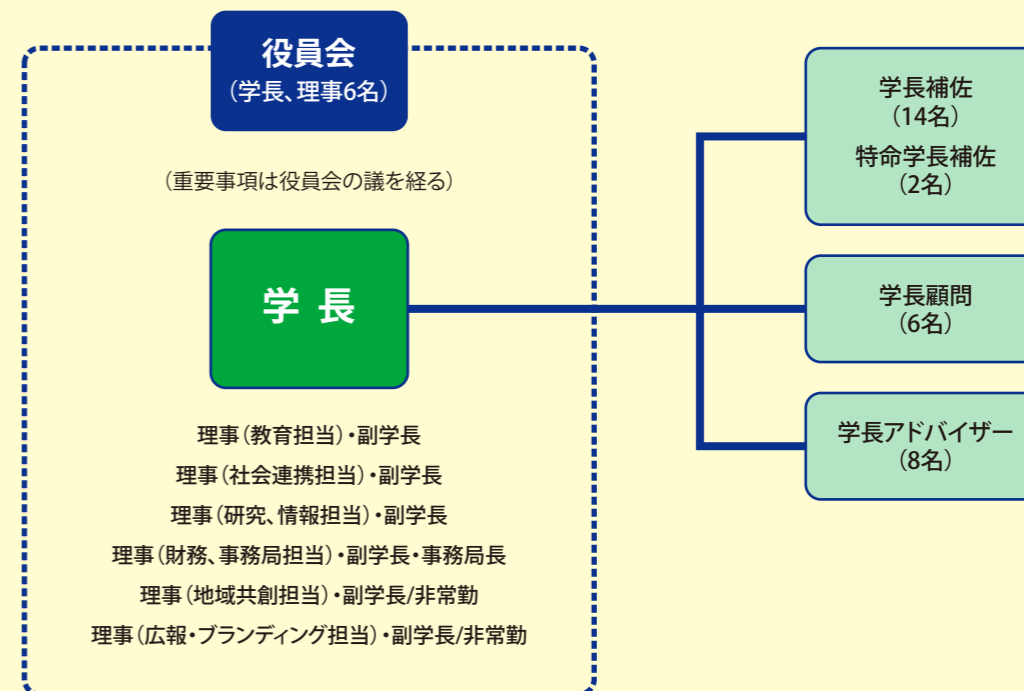 役員会
（学長、理事6名）
（重要事項は役員会の議を経る）
学 長
理事（教育担当）・副学長
理事（社会連携担当）・副学長
理事（研究、情報担当）・副学長
理事（財務、事務局担当）・副学長・事務局長
理事（地域共創担当）・副学長/非常勤
理事（広報・ブランディング担当）・副学長/非常勤
学長補佐
（14名）
特命学長補佐
（2名）
学長顧問
（6名）
学長アドバイザー
（8名）